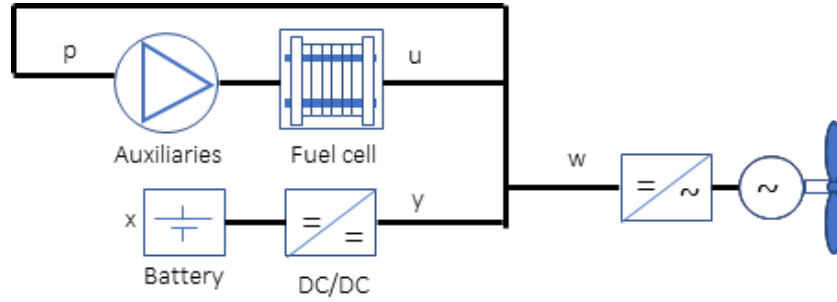 p
u
Auxiliaries
Fuel cell
w
= ~
~
x
y
=
=
Battery
DC/DC